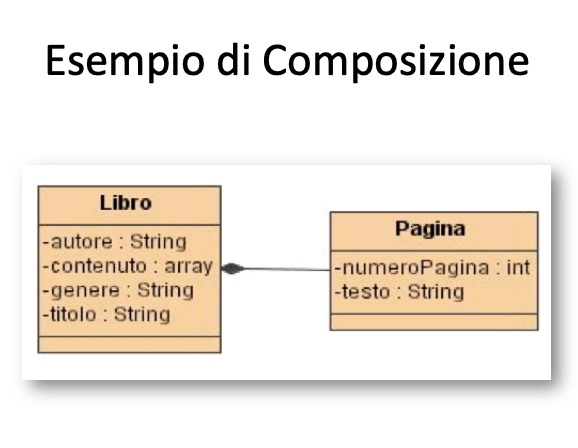 Esempio di Composizione
Libro
-autore : String
-contenuto : array
-genere : String
-titolo : String
Pagina
-numeroPagina : int
-testo : String